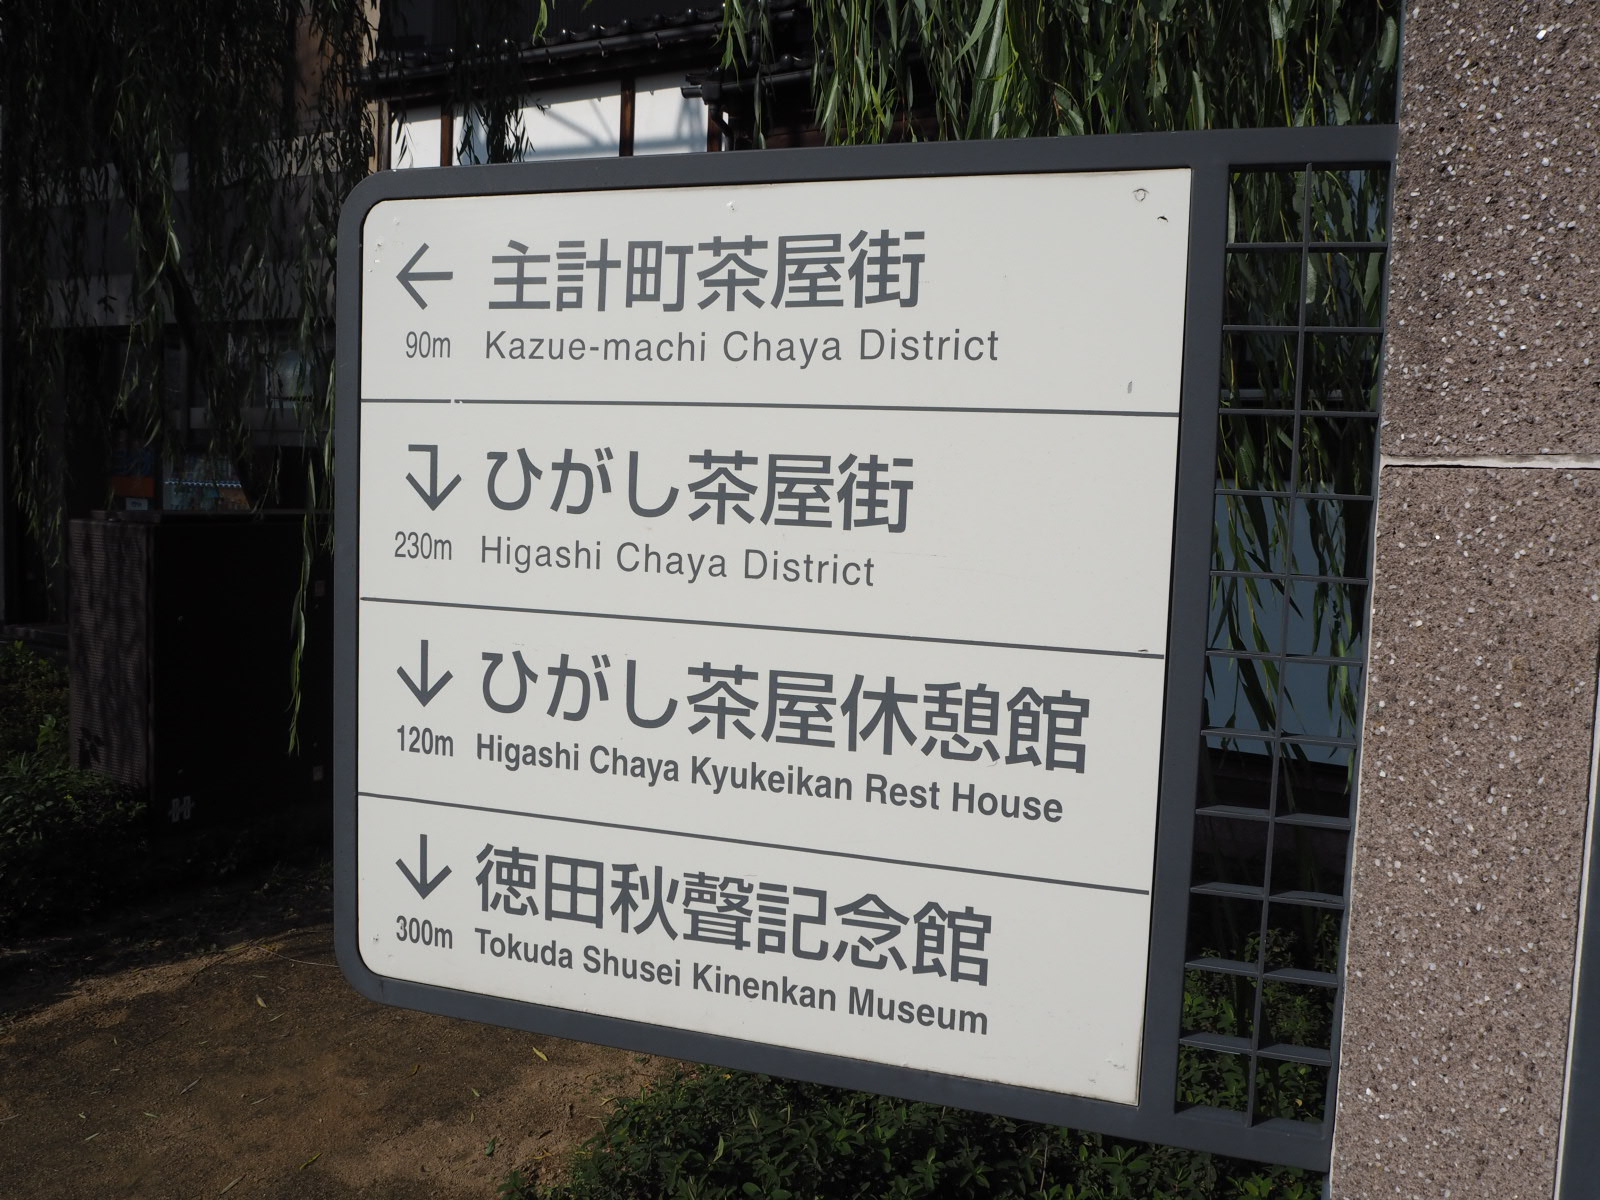 ← 主計町茶屋街
90m Kazue-machi Chaya District
ひがし茶屋街
230m Higashi Chaya District
↓ ひがし茶屋休憩館
120m Higashi Chaya Kyukeikan Rest House
↓ 徳田秋聲記念館
300m Tokuda Shusei Kinenkan Museum